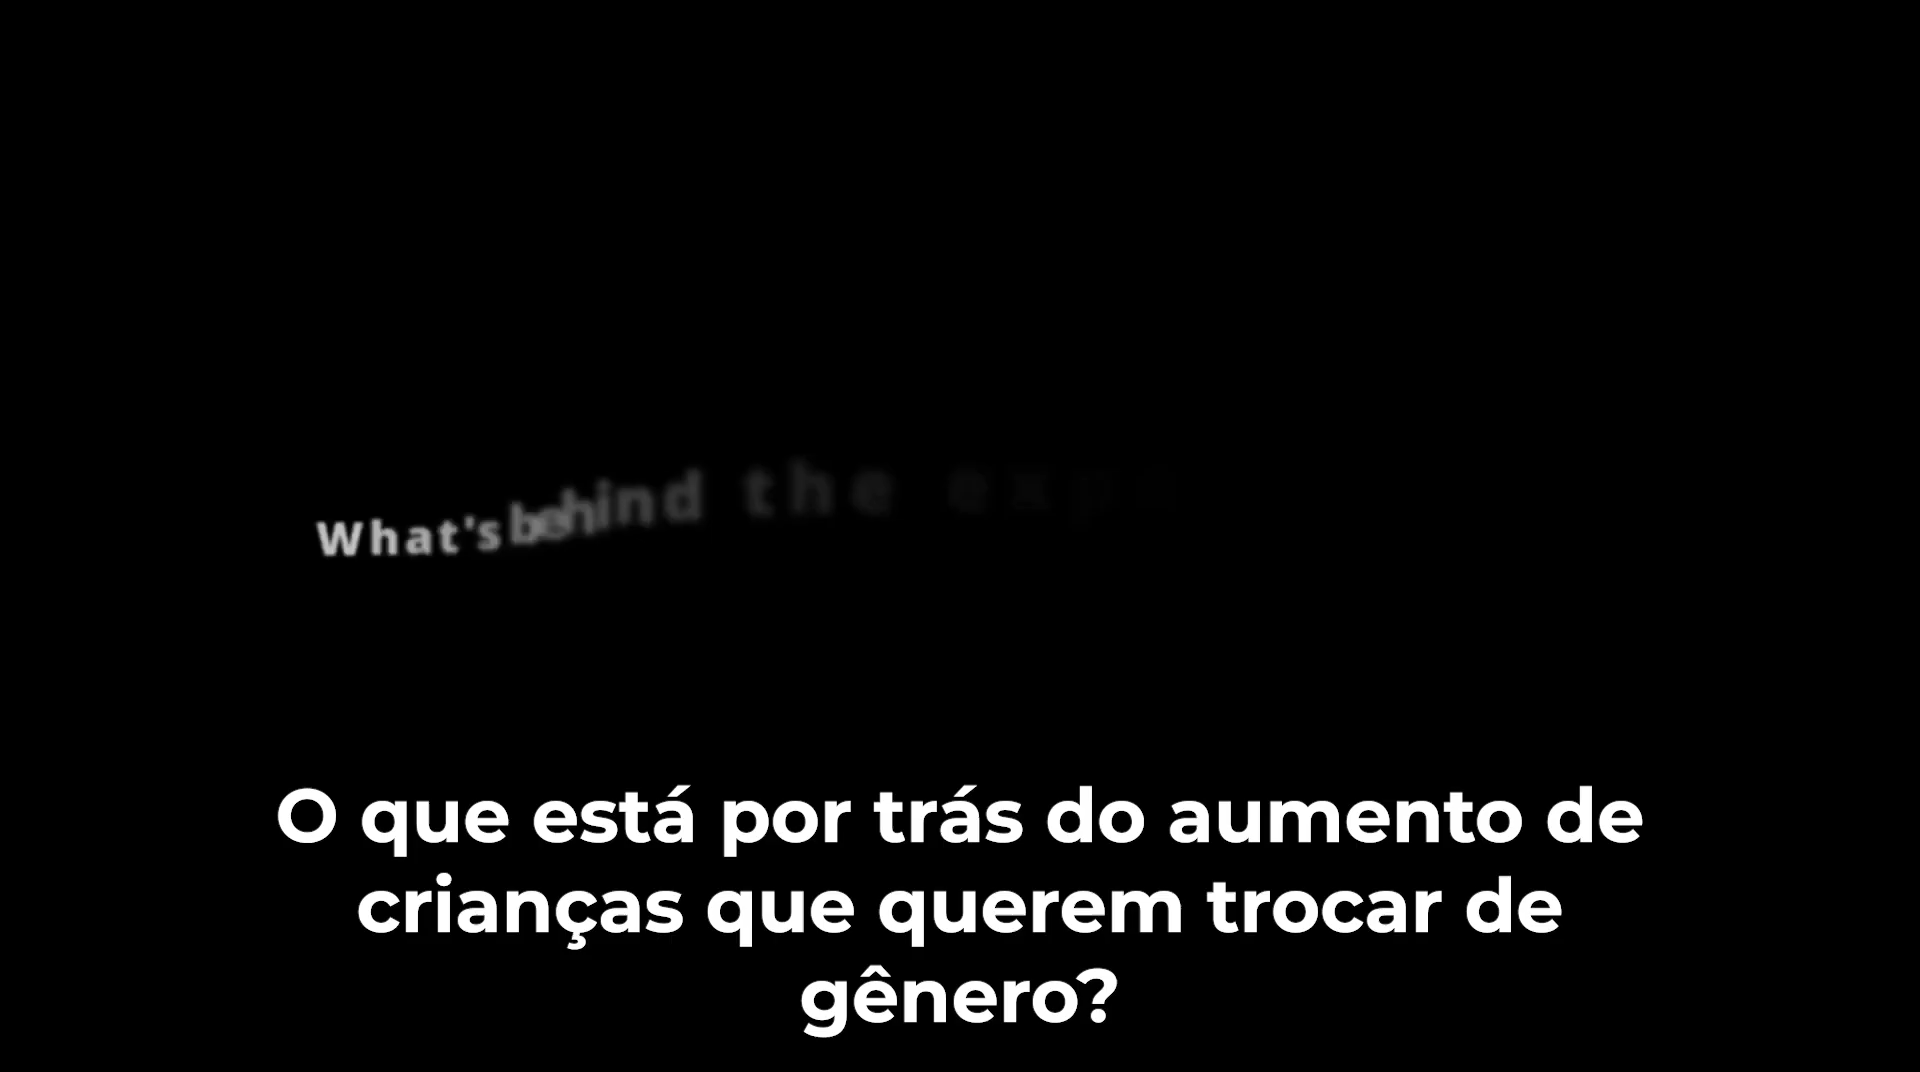 What's behind the
O que está por trás do aumento de
crianças que querem trocar de
gênero?